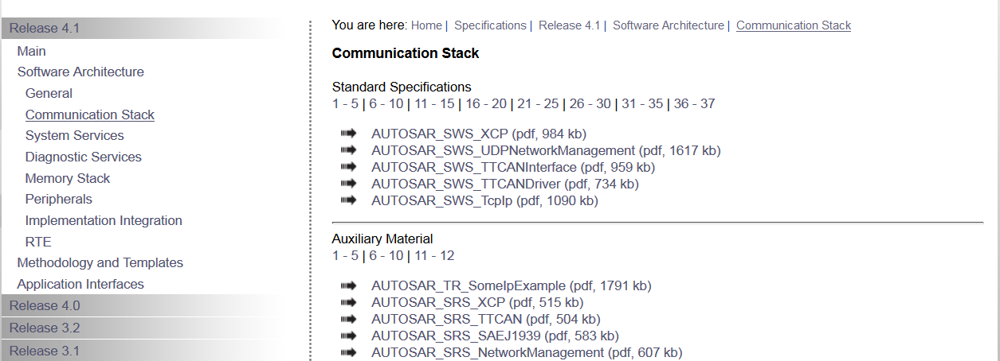 Release 4.1
Main
Software Architecture
General
Communication Stack
System Services
Diagnostic Services
Memory Stack
Peripherals
Implementation Integration
RTE
Methodology and Templates
Application Interfaces
Release 4.0
Release 3.2
Release 3.1
You are here: Home | Specifications | Release 4.1 | Software Architecture | Communication Stack
Communication Stack
Standard Specifications
1 - 5 | 6 - 10 | 11 - 15 | 16 - 20 | 21 - 25 | 26 - 30 | 31 - 35 | 36 - 37
AUTOSAR_SWS_XCP (pdf, 984 kb)
AUTOSAR_SWS_UDPNetworkManagement (pdf, 1617 kb)
AUTOSAR_SWS_TTCANInterface (pdf, 959 kb)
AUTOSAR_SWS_TTCANDriver (pdf, 734 kb)
AUTOSAR_SWS_TcpIp (pdf, 1090 kb)
Auxiliary Material
1 - 5 | 6 - 10 | 11 - 12
AUTOSAR_TR_SomeIpExample (pdf, 1791 kb)
AUTOSAR_SRS_XCP (pdf, 515 kb)
AUTOSAR_SRS_TTCAN (pdf, 504 kb)
AUTOSAR_SRS_SAEJ1939 (pdf, 583 kb)
AUTOSAR_SRS_NetworkManagement (pdf, 607 kb)